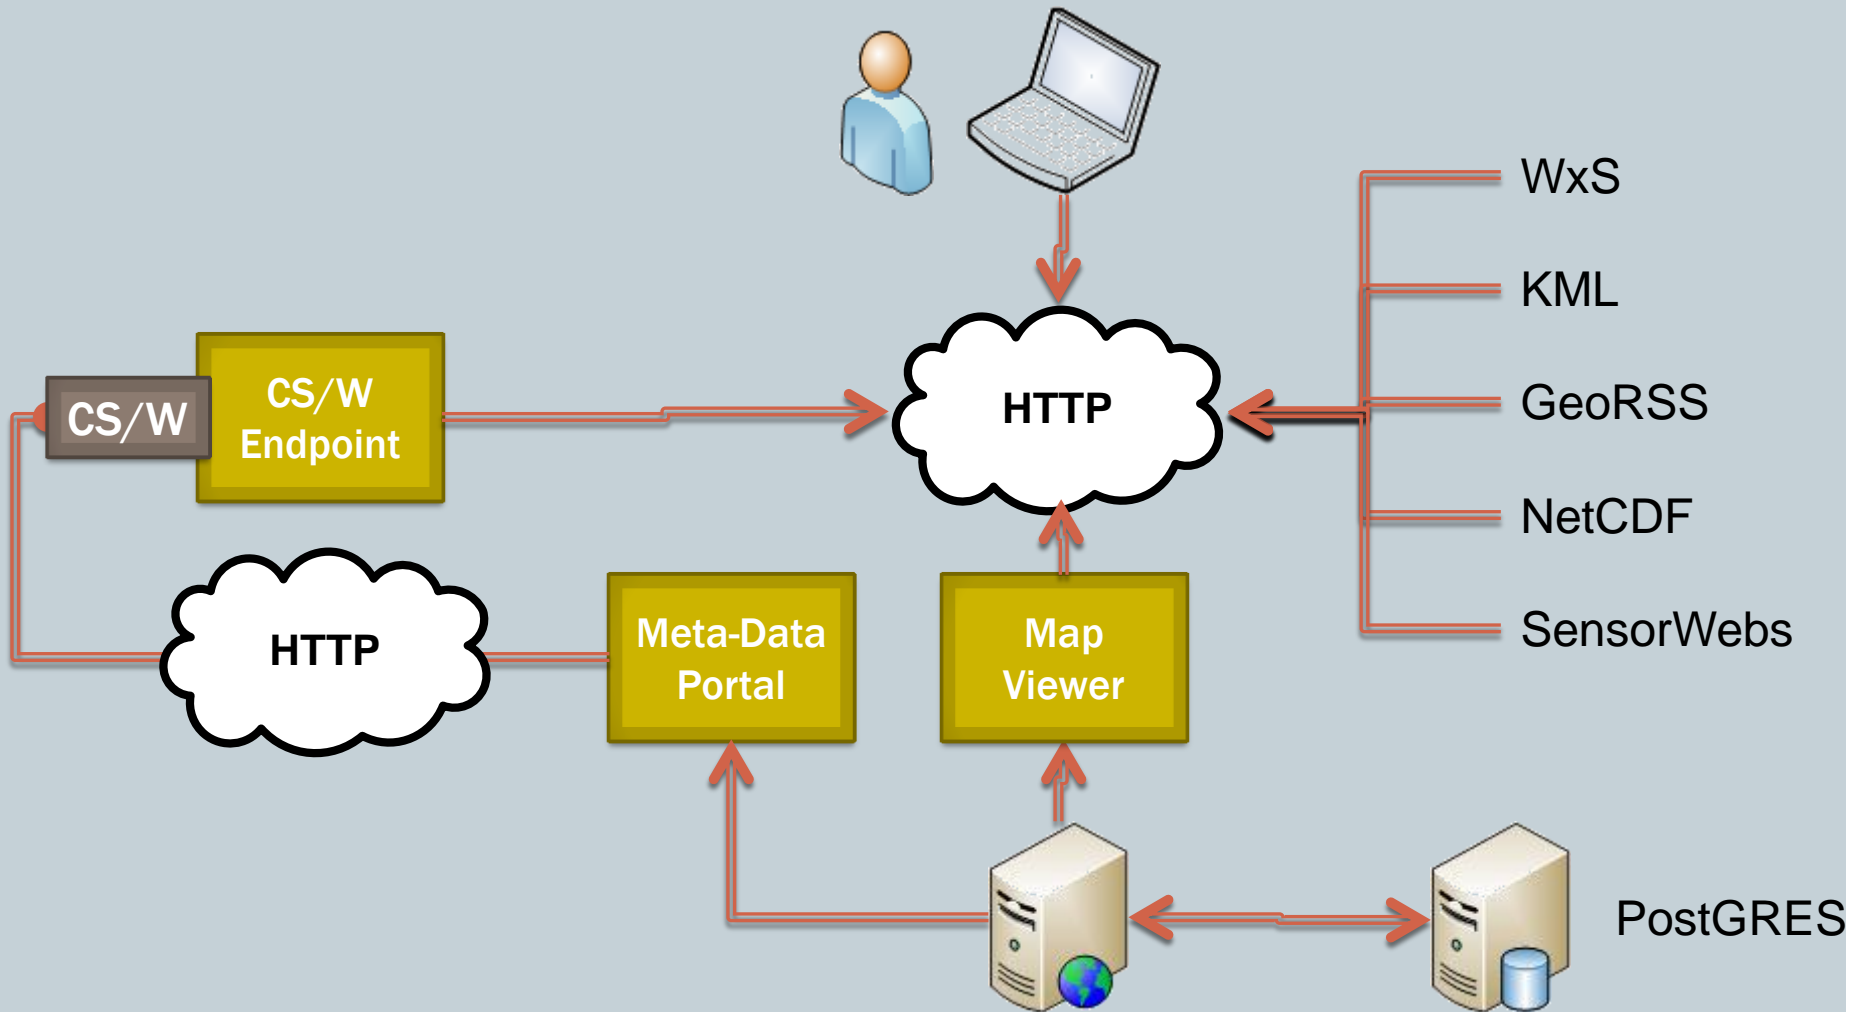 WxS
KML
CS/W
Endpoint
CS/W
HTTP
GeoRSS
NetCDF
HTTP
Meta-Data
Portal
Map
Viewer
SensorWebs
PostGRES